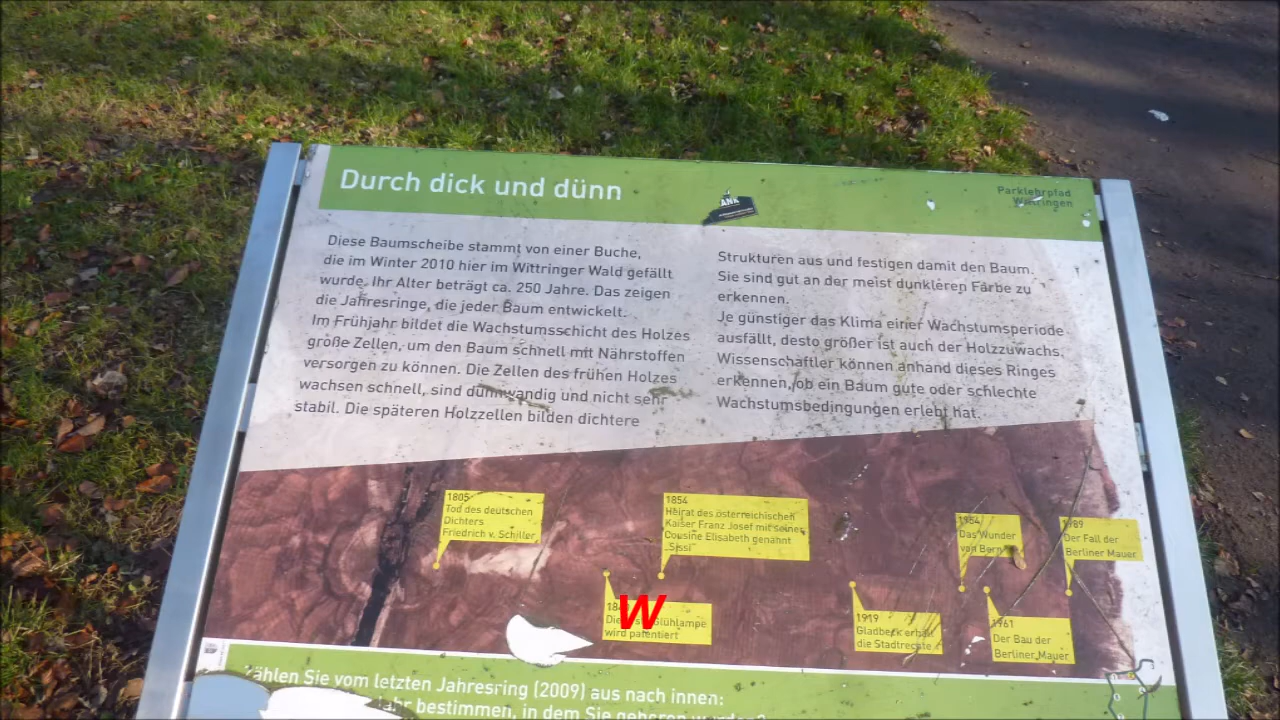 Durch dick und dünn
ANK
Parklehrpfad
Wittringen
Diese Baumscheibe stammt von einer Buche,
die im Winter 2010 hier im Wittringer Wald gefällt
wurde. Ihr Alter beträgt ca. 250 Jahre. Das zeigen
die Jahresringe, die jeder Baum entwickelt.
Im Frühjahr bildet die Wachstumsschicht des Holzes
große Zellen, um den Baum schnell mit Nährstoffen
versorgen zu können. Die Zellen des frühen Holzes
wachsen schnell, sind dünnwandig und nicht sehr
stabil. Die späteren Holzzellen bilden dichtere
Strukturen aus und festigen damit den Baum.
Sie sind gut an der meist dunkleren Farbe zu
erkennen.
Je günstiger das Klima einer Wachstumsperiode
ausfällt, desto größer ist auch der Holzzuwachs.
Wissenschaftler können anhand dieses Ringes
erkennen, ob ein Baum gute oder schlechte
Wachstumsbedingungen erlebt hat.
1805
Tod des deutschen
Dichters
Friedrich v. Schiller
1854
Heirat des österreichischen
Kaiser Franz Josef mit seiner
Cousine Elisabeth genannt
„Sissi"
1954
Das Wunder
von Bern
1989
Der Fall der
Berliner Mauer
W
Glühlampe
wird patentiert
1919
Gladbeck erhält
die Stadtrechte
1961
Der Bau der
Berliner Mauer
ählen Sie vom letzten Jahresring (2009) aus nach innen:
Jahr bestimmen, in dem Sie geboren wurden?